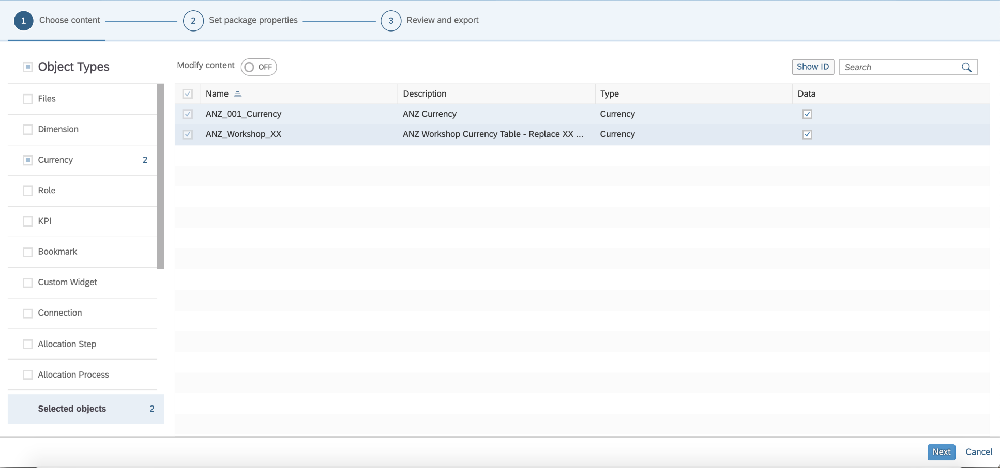 1 Choose content 2 Set package properties 3 Review and export
Object Types
Modify content OFF
Show ID Search
Files
Dimension
Currency 2
Role
KPI
Bookmark
Custom Widget
Connection
Allocation Step
Allocation Process
Selected objects 2
Name Description Type Data
ANZ_001_Currency ANZ Currency Currency
ANZ_Workshop_XX ANZ Workshop Currency Table - Replace XX ... Currency
Next Cancel